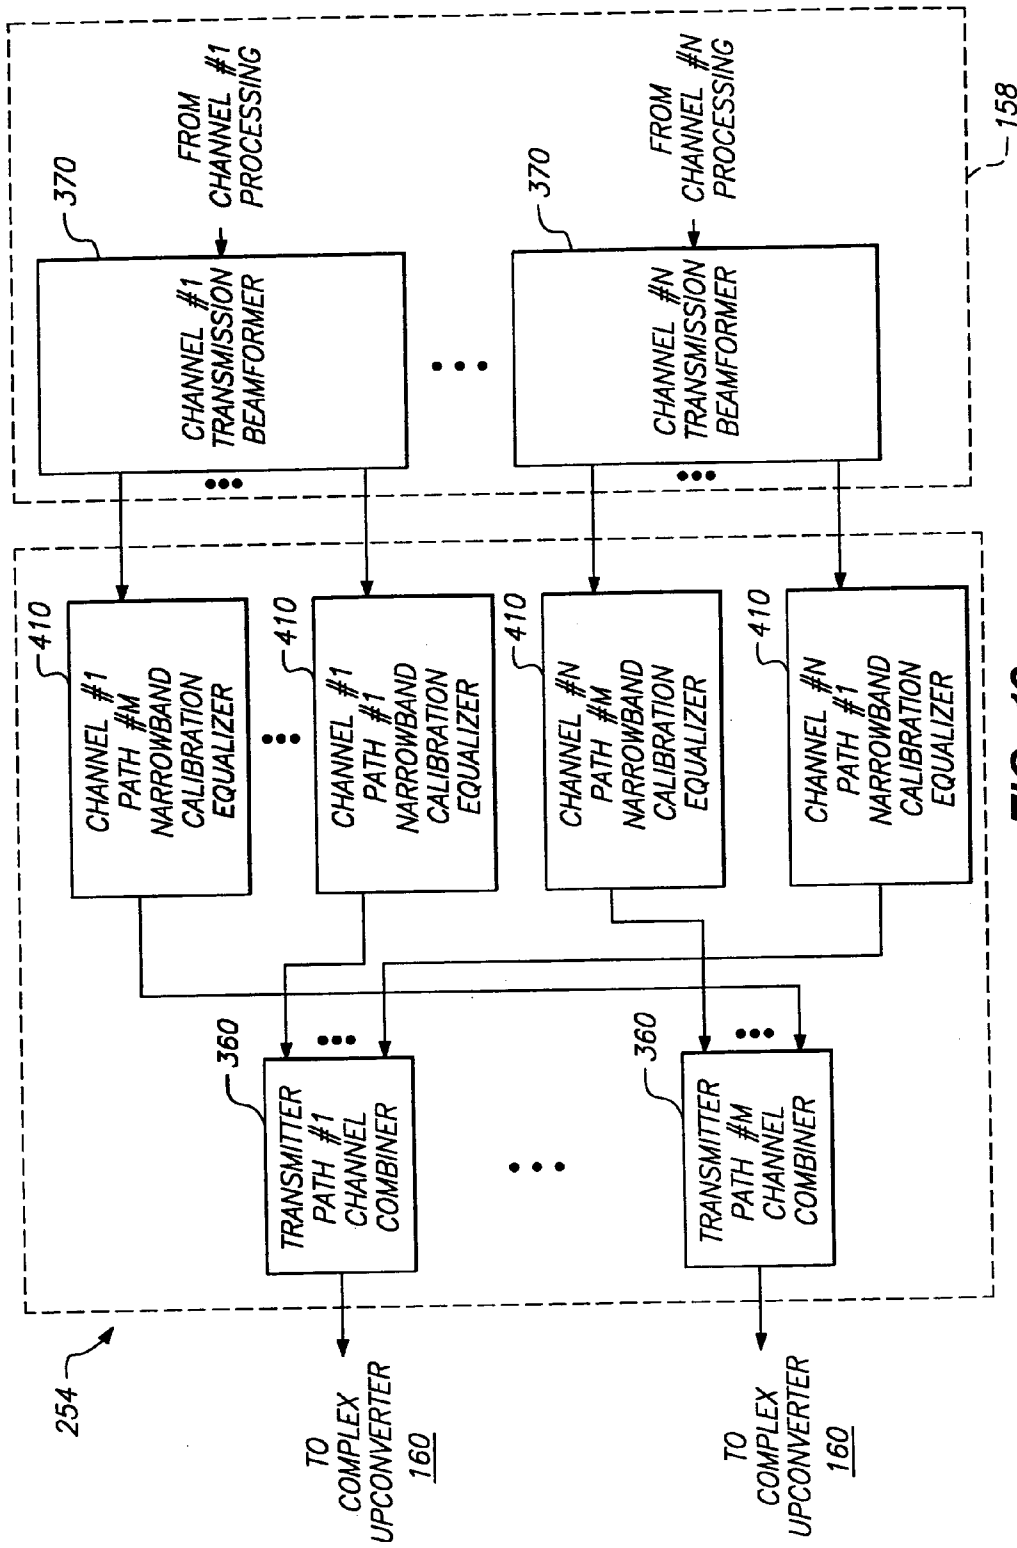 254
TO
COMPLEX
UPCONVERTER
160
TO
COMPLEX
UPCONVERTER
160
360
TRANSMITTER
PATH #1
CHANNEL
COMBINER
360
TRANSMITTER
PATH #M
CHANNEL
COMBINER
410
CHANNEL #1
PATH #M
NARROWBAND
CALIBRATION
EQUALIZER
410
CHANNEL #1
PATH #1
NARROWBAND
CALIBRATION
EQUALIZER
410
CHANNEL #N
PATH #M
NARROWBAND
CALIBRATION
EQUALIZER
410
CHANNEL #N
PATH #1
NARROWBAND
CALIBRATION
EQUALIZER
370
CHANNEL #1
TRANSMISSION
BEAMFORMER
370
CHANNEL #N
TRANSMISSION
BEAMFORMER
FROM
CHANNEL #1
PROCESSING
FROM
CHANNEL #N
PROCESSING
158